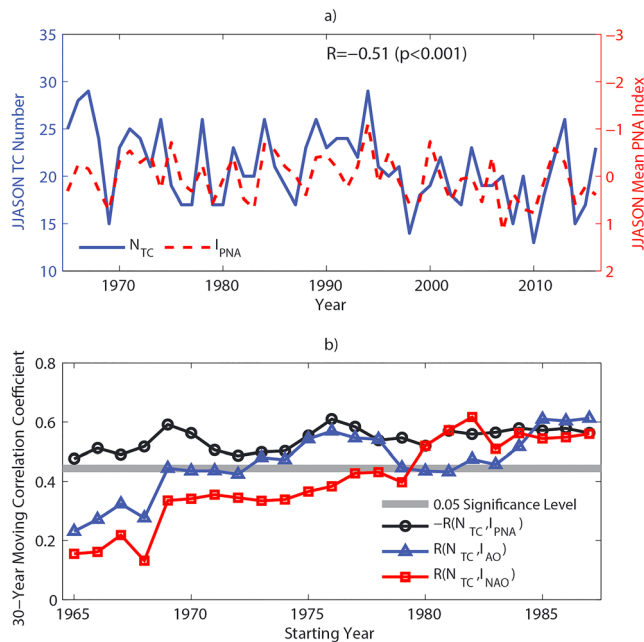 a)
R=−0.51 (p<0.001)
JJASON TC Number
35
30
25
20
15
10
−3
−2
−1
0
1
2
JJASON Mean PNA Index
N_TC
I_PNA
1970
1980
1990
2000
2010
Year
b)
30−Year Moving Correlation Coefficient
0.8
0.6
0.4
0.2
0
0.05 Significance Level
−R(N_TC,I_PNA)
R(N_TC,I_AO)
R(N_TC,I_NAO)
1965
1970
1975
1980
1985
Starting Year